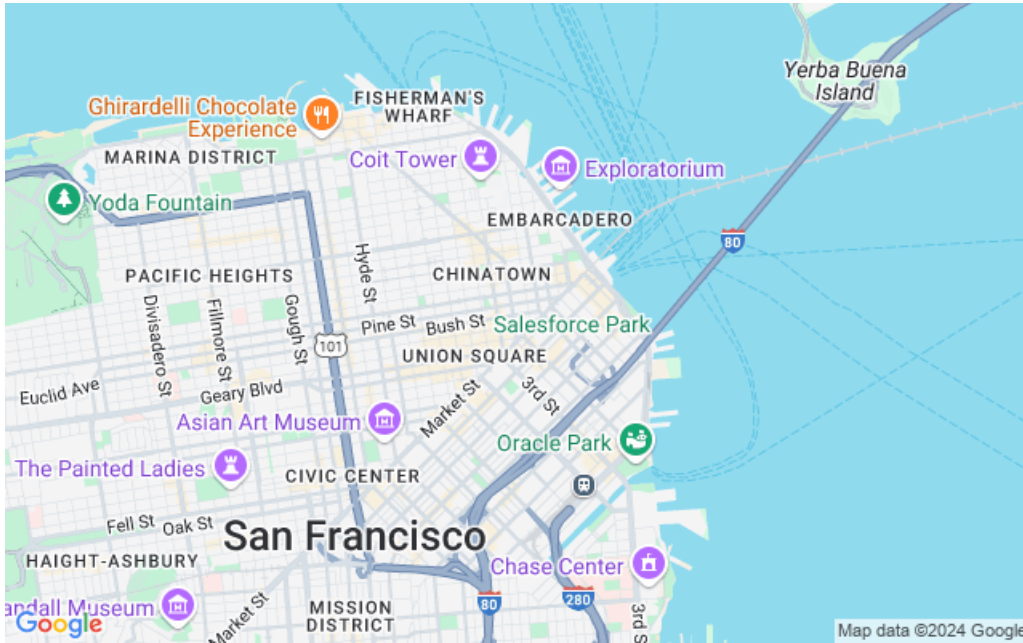 Yerba Buena
Island
FISHERMAN'S
WHARF
Ghirardelli Chocolate
Experience
MARINA DISTRICT
Coit Tower
Exploratorium
Yoda Fountain
EMBARCADERO
80
PACIFIC HEIGHTS
Hyde St
CHINATOWN
Divisadero St
Fillmore St
Gough St
Pine St
Bush St
Salesforce Park
101
UNION SQUARE
Euclid Ave
Geary Blvd
Market St
3rd St
Asian Art Museum
Oracle Park
The Painted Ladies
CIVIC CENTER
Fell St
Oak St
San Francisco
HAIGHT-ASHBURY
Chase Center
andall Museum
80
280
MISSION
DISTRICT
Market St
3rd St
Google
Map data ©2024 Google